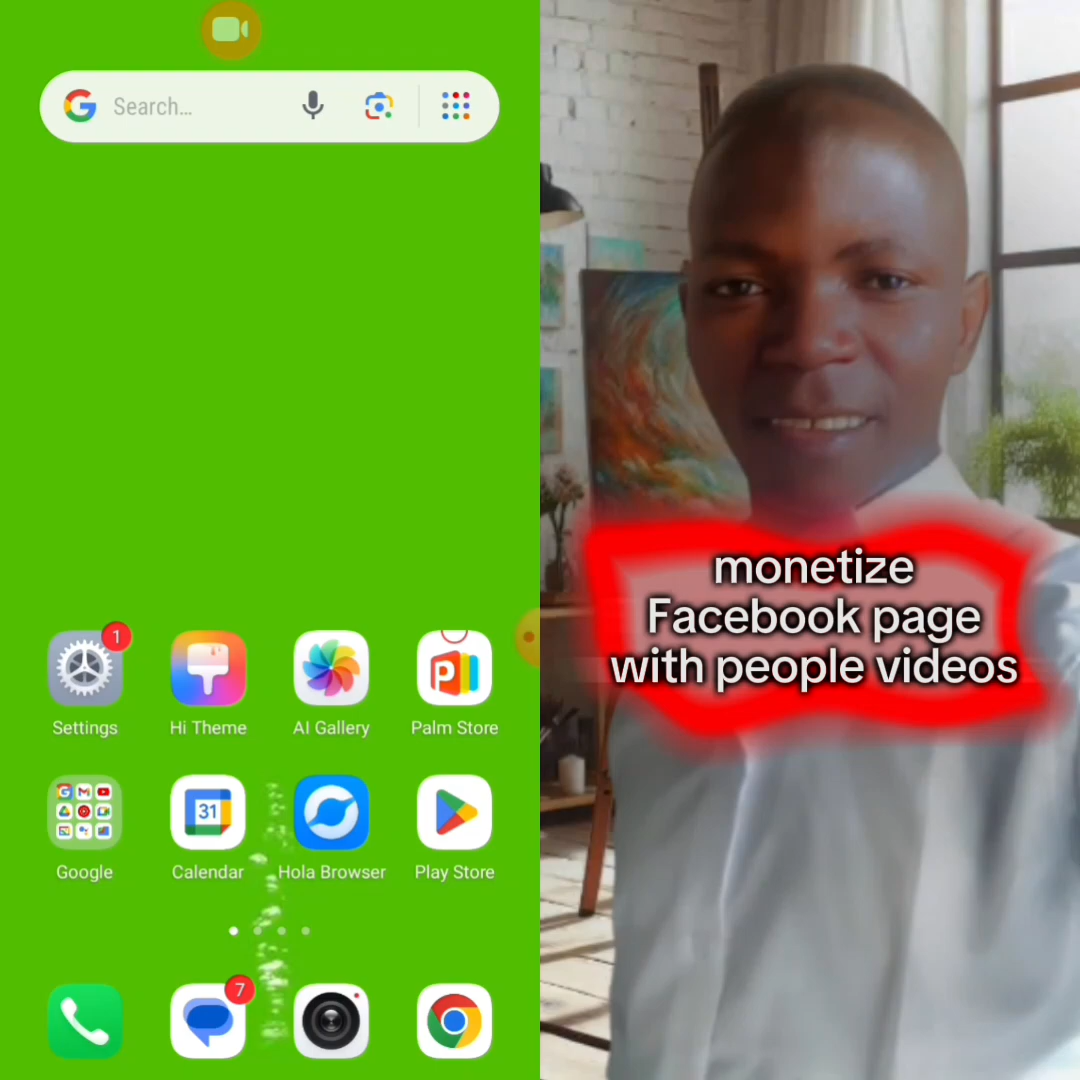 Search...
1
Settings
Hi Theme
AI Gallery
Palm Store
31
Google
Calendar
Hola Browser
Play Store
7
monetize
Facebook page
with people videos